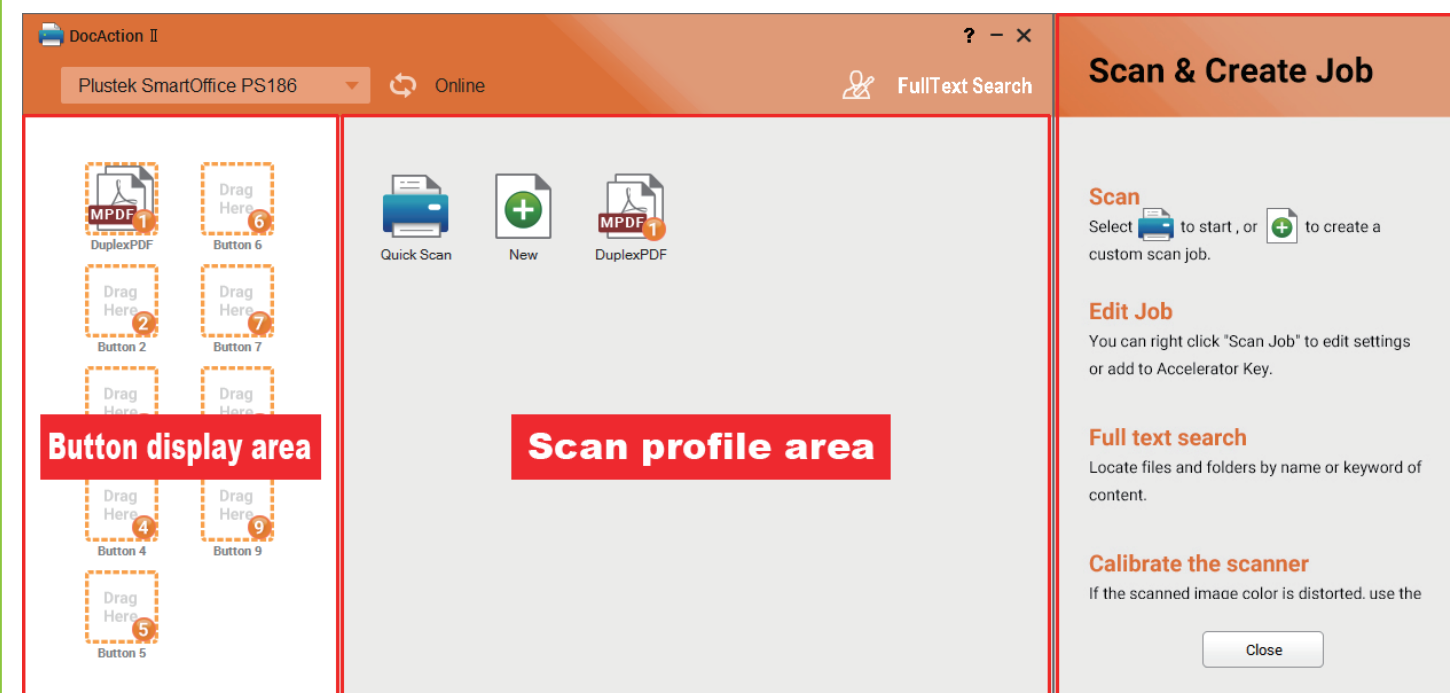 DocAction II
? – ×
Plustek SmartOffice PS186
Online
FullText Search
MPDF 1
DuplexPDF
Drag
Here
6
Button 6
Drag
Here
2
Button 2
Drag
Here
7
Button 7
Drag
Here
Drag
Here
Button display area
Drag
Here
4
Button 4
Drag
Here
9
Button 9
Drag
Here
5
Button 5
Quick Scan
New
MPDF 1
DuplexPDF
Scan profile area
Scan & Create Job
Scan
Select to start , or to create a
custom scan job.
Edit Job
You can right click "Scan Job" to edit settings
or add to Accelerator Key.
Full text search
Locate files and folders by name or keyword of
content.
Calibrate the scanner
If the scanned image color is distorted, use the
Close